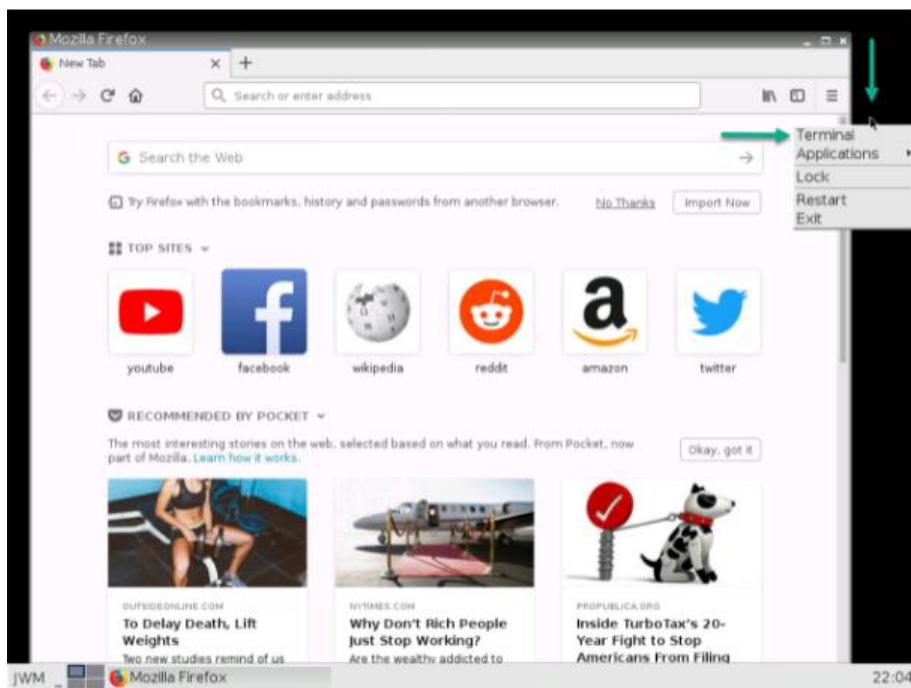 Mozilla Firefox
New Tab
Search or enter address
Terminal
Applications
Lock
Restart
Exit
G Search the Web
Try Firefox with the bookmarks, history and passwords from another browser.
No Thanks
Import Now
TOP SITES
youtube
facebook
wikipedia
reddit
amazon
twitter
RECOMMENDED BY POCKET
The most interesting stories on the web, selected based on what you read. From Pocket, now
part of Mozilla. Learn how it works.
Okay, got it
OUTSIDEONLINE.COM
To Delay Death, Lift
Weights
Two new studies remind of us
NYTIMES.COM
Why Don't Rich People
Just Stop Working?
Are the wealthy addicted to
PROPUBLICA.ORG
Inside TurboTax's 20-
Year Fight to Stop
Americans From Filing
JWM
Mozilla Firefox
22:04